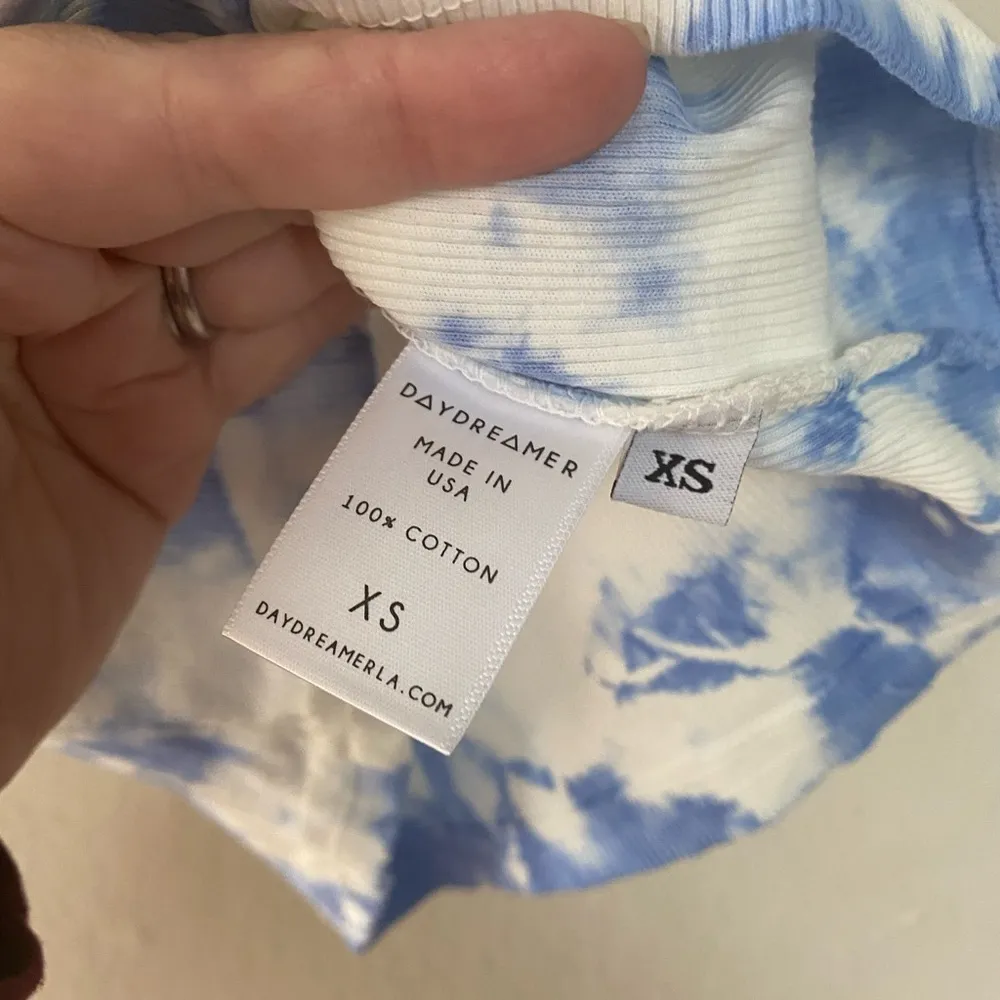 DAYDREAMER
MADE IN
USA
100% COTTON
XS
DAYDREAMERLA.COM
XS